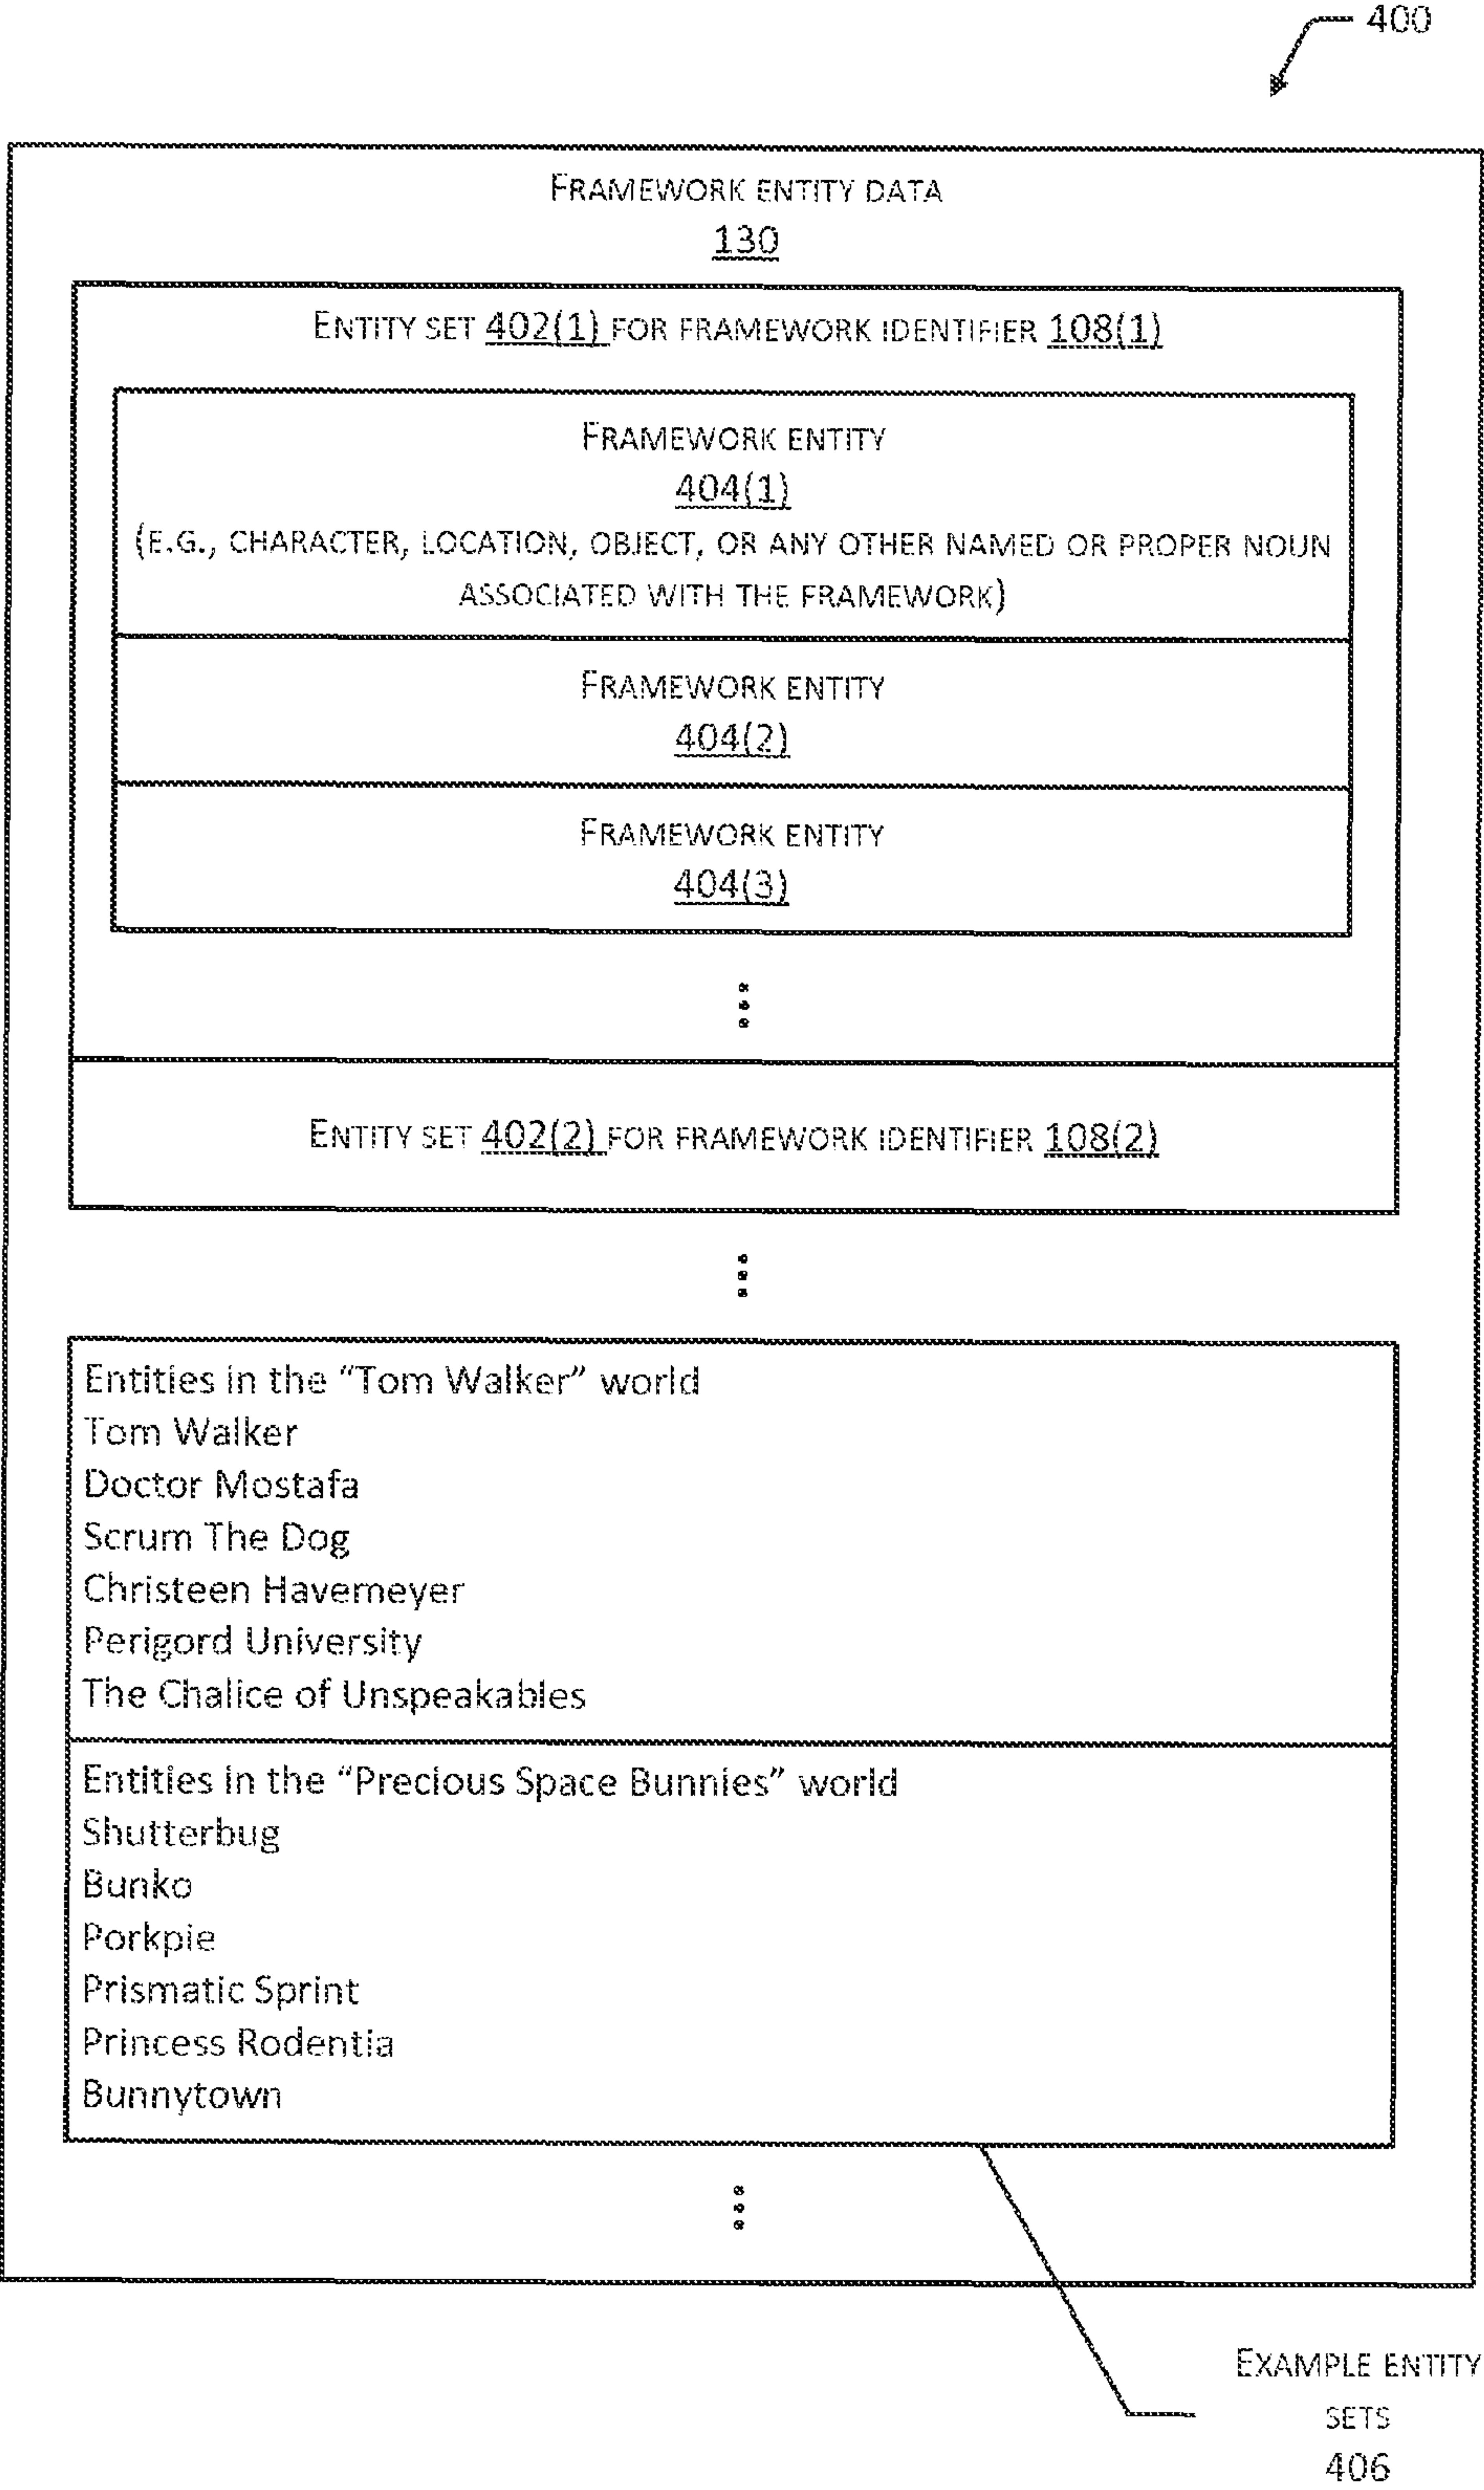 400
FRAMEWORK ENTITY DATA
130
ENTITY SET 402(1) FOR FRAMEWORK IDENTIFIER 108(1)
FRAMEWORK ENTITY
404(1)
(E.G., CHARACTER, LOCATION, OBJECT, OR ANY OTHER NAMED OR PROPER NOUN
ASSOCIATED WITH THE FRAMEWORK)
FRAMEWORK ENTITY
404(2)
FRAMEWORK ENTITY
404(3)
ENTITY SET 402(2) FOR FRAMEWORK IDENTIFIER 108(2)
Entities in the “Tom Walker” world
Tom Walker
Doctor Mostafa
Scrum The Dog
Christeen Havemeyer
Perigord University
The Chalice of Unspeakables
Entities in the “Precious Space Bunnies” world
Shutterbug
Bunko
Porkpie
Prismatic Sprint
Princess Rodentia
Bunnytown
EXAMPLE ENTITY
SETS
406